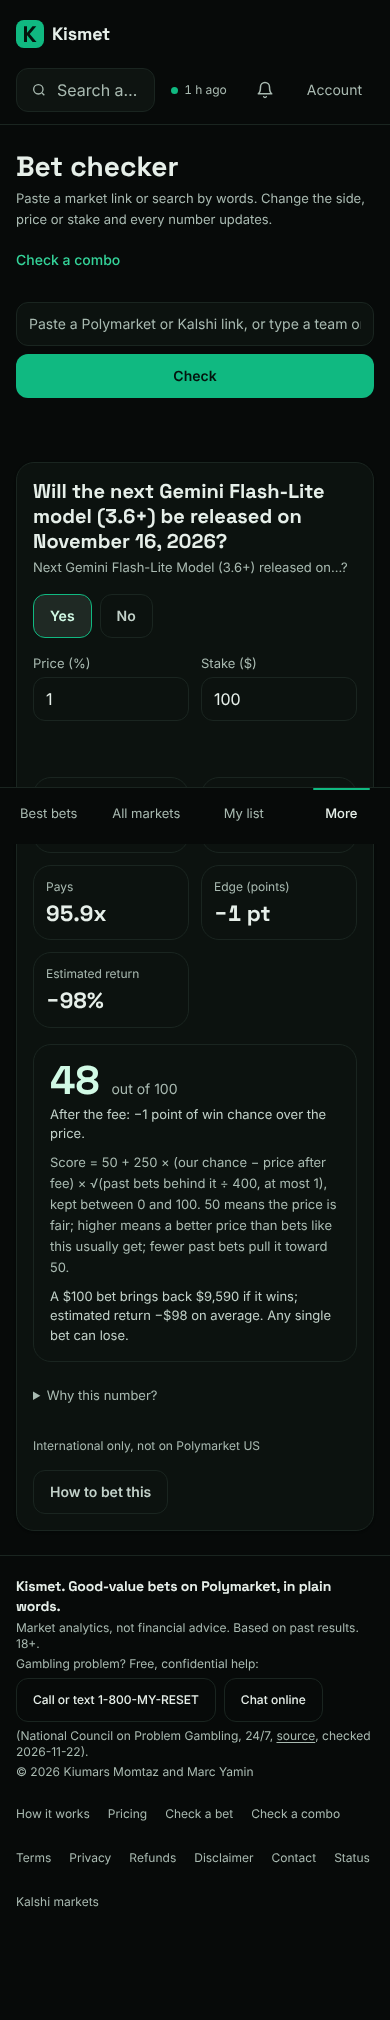 Kismet
Search a...
1 h ago
Account
Bet checker
Paste a market link or search by words. Change the side,
price or stake and every number updates.
Check a combo
Paste a Polymarket or Kalshi link, or type a team o
Check
Will the next Gemini Flash-Lite
model (3.6+) be released on
November 16, 2026?
Next Gemini Flash-Lite Model (3.6+) released on...?
Yes
No
Price (%)
Stake ($)
1
100
Best bets
All markets
My list
More
Pays
95.9x
Edge (points)
−1 pt
Estimated return
−98%
48 out of 100
After the fee: −1 point of win chance over the
price.
Score = 50 + 250 × (our chance − price after
fee) × √(past bets behind it ÷ 400, at most 1),
kept between 0 and 100. 50 means the price is
fair; higher means a better price than bets like
this usually get; fewer past bets pull it toward
50.
A $100 bet brings back $9,590 if it wins;
estimated return −$98 on average. Any single
bet can lose.
Why this number?
International only, not on Polymarket US
How to bet this
Kismet. Good-value bets on Polymarket, in plain
words.
Market analytics, not financial advice. Based on past results.
18+.
Gambling problem? Free, confidential help:
Call or text 1-800-MY-RESET
Chat online
(National Council on Problem Gambling, 24/7, source, checked
2026-11-22).
© 2026 Kiumars Momtaz and Marc Yamin
How it works
Pricing
Check a bet
Check a combo
Terms
Privacy
Refunds
Disclaimer
Contact
Status
Kalshi markets